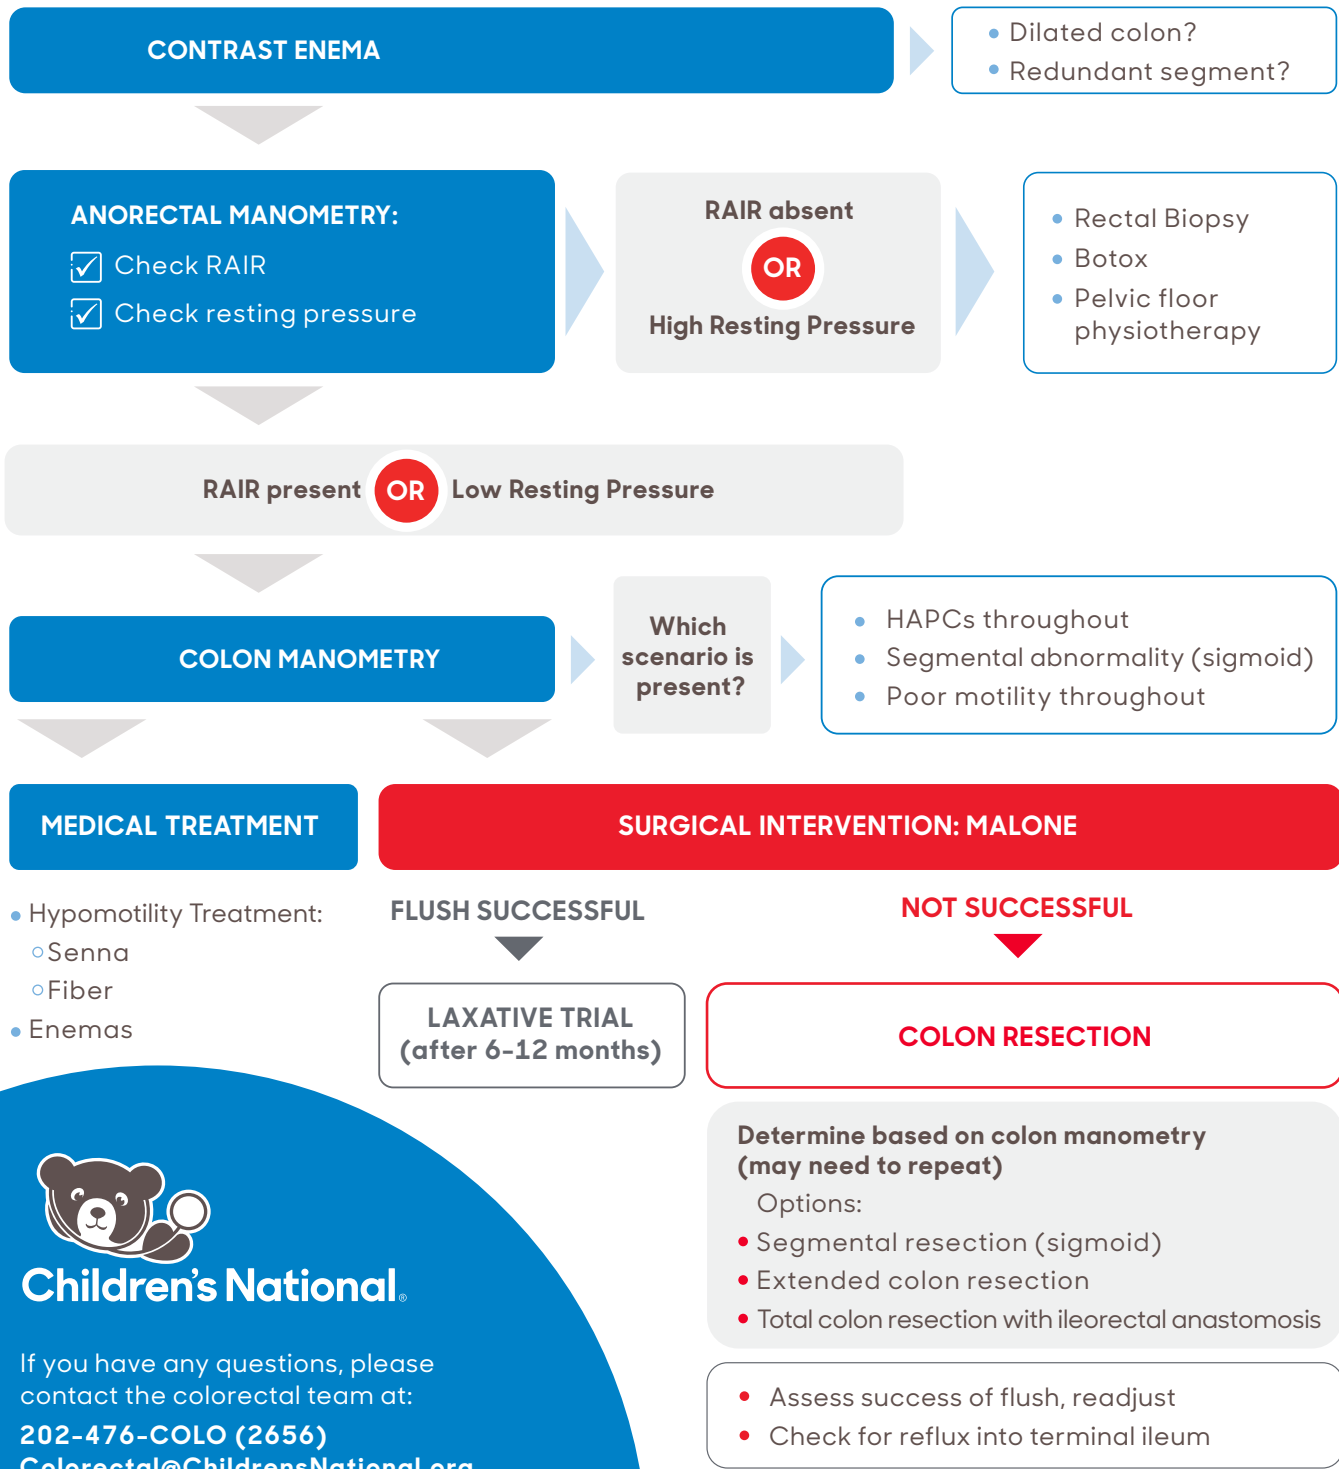 CONTRAST ENEMA
• Dilated colon?
• Redundant segment?
ANORECTAL MANOMETRY:
☑ Check RAIR
☑ Check resting pressure
RAIR absent
OR
High Resting Pressure
• Rectal Biopsy
• Botox
• Pelvic floor
physiotherapy
RAIR present OR Low Resting Pressure
COLON MANOMETRY
Which
scenario is
present?
• HAPCs throughout
• Segmental abnormality (sigmoid)
• Poor motility throughout
MEDICAL TREATMENT
• Hypomotility Treatment:
○ Senna
○ Fiber
• Enemas
SURGICAL INTERVENTION: MALONE
FLUSH SUCCESSFUL
LAXATIVE TRIAL
(after 6-12 months)
NOT SUCCESSFUL
COLON RESECTION
Determine based on colon manometry
(may need to repeat)
Options:
• Segmental resection (sigmoid)
• Extended colon resection
• Total colon resection with ileorectal anastomosis
• Assess success of flush, readjust
• Check for reflux into terminal ileum
Children's National®
If you have any questions, please
contact the colorectal team at:
202-476-COLO (2656)
Colorectal@ChildrensNational.org